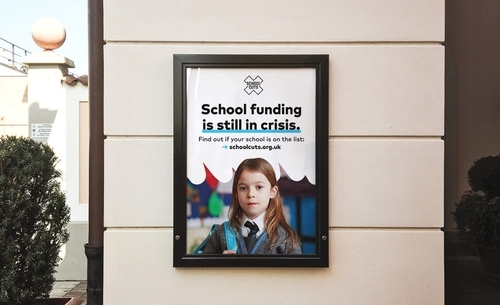 SCHOOL
CUTS
School funding
is still in crisis.
Find out if your school is on the list:
→ schoolcuts.org.uk